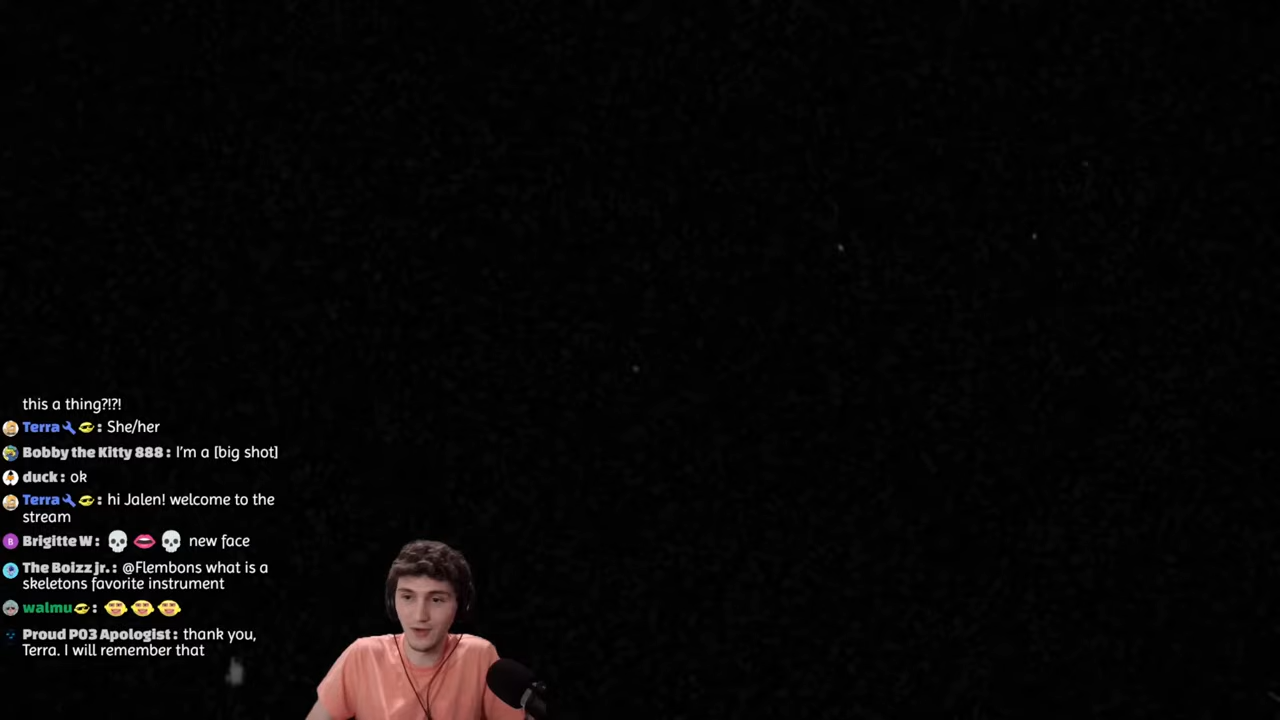 this a thing?!?!
Terra: She/her
Bobby the Kitty 888: I'm a [big shot]
duck: ok
Terra: hi Jalen! welcome to the
stream
B Brigitte W: new face
The Boizz jr.: @Flembons what is a
skeletons favorite instrument
walmu:
Proud P03 Apologist: thank you,
Terra. I will remember that